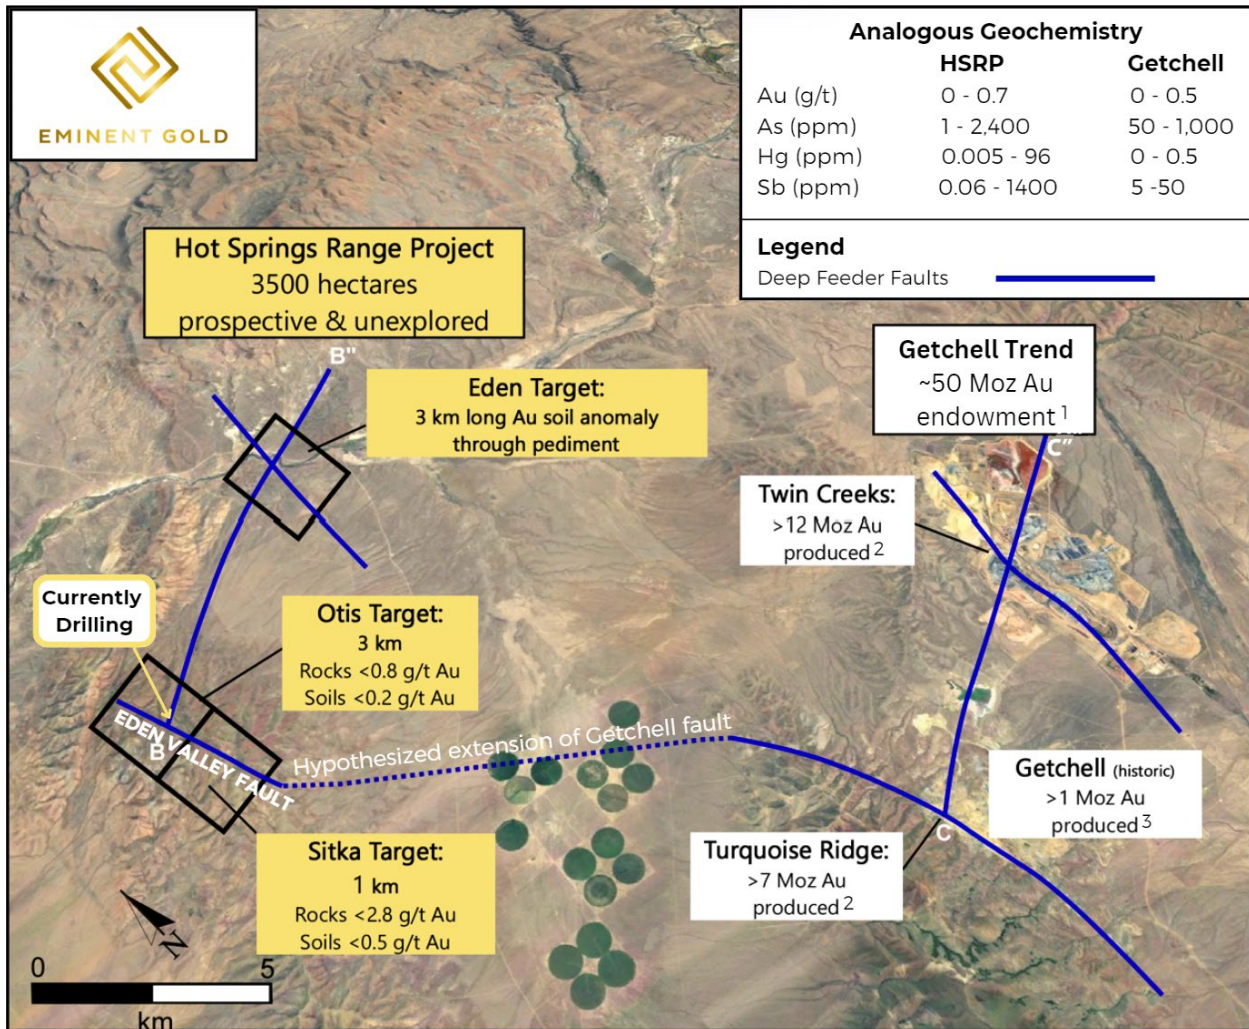 EMINENT GOLD
Analogous Geochemistry
HSRP Getchell
Au (g/t) 0 - 0.7 0 - 0.5
As (ppm) 1 - 2,400 50 - 1,000
Hg (ppm) 0.005 - 96 0 - 0.5
Sb (ppm) 0.06 - 1400 5 -50
Legend
Deep Feeder Faults
Hot Springs Range Project
3500 hectares
prospective & unexplored
B"
Eden Target:
3 km long Au soil anomaly
through pediment
Getchell Trend
~50 Moz Au
endowment 1
C"
Twin Creeks:
>12 Moz Au
produced 2
Currently
Drilling
Otis Target:
3 km
Rocks <0.8 g/t Au
Soils <0.2 g/t Au
EDEN VALLEY FAULT
B
Hypothesized extension of Getchell fault
Getchell (historic)
>1 Moz Au
produced 3
C
Turquoise Ridge:
>7 Moz Au
produced 2
Sitka Target:
1 km
Rocks <2.8 g/t Au
Soils <0.5 g/t Au
N
0 5
km